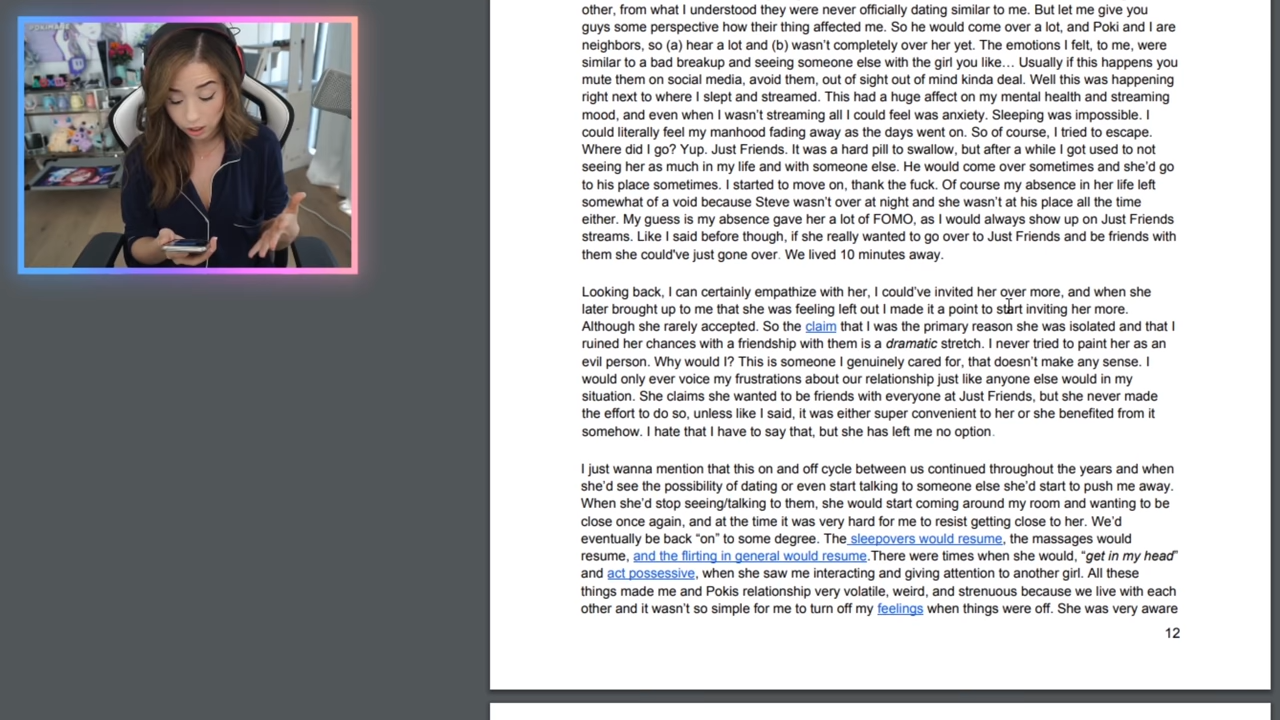 other, from what I understood they were never officially dating similar to me. But let me give you
guys some perspective how their thing affected me. So he would come over a lot, and Poki and I are
neighbors, so (a) hear a lot and (b) wasn’t completely over her yet. The emotions I felt, to me, were
similar to a bad breakup and seeing someone else with the girl you like… Usually if this happens you
mute them on social media, avoid them, out of sight out of mind kinda deal. Well this was happening
right next to where I slept and streamed. This had a huge affect on my mental health and streaming
mood, and even when I wasn’t streaming all I could feel was anxiety. Sleeping was impossible. I
could literally feel my manhood fading away as the days went on. So of course, I tried to escape.
Where did I go? Yup. Just Friends. It was a hard pill to swallow, but after a while I got used to not
seeing her as much in my life and with someone else. He would come over sometimes and she’d go
to his place sometimes. I started to move on, thank the fuck. Of course my absence in her life left
somewhat of a void because Steve wasn’t over at night and she wasn’t at his place all the time
either. My guess is my absence gave her a lot of FOMO, as I would always show up on Just Friends
streams. Like I said before though, if she really wanted to go over to Just Friends and be friends with
them she could've just gone over. We lived 10 minutes away.
Looking back, I can certainly empathize with her, I could’ve invited her over more, and when she
later brought up to me that she was feeling left out I made it a point to start inviting her more.
Although she rarely accepted. So the claim that I was the primary reason she was isolated and that I
ruined her chances with a friendship with them is a dramatic stretch. I never tried to paint her as an
evil person. Why would I? This is someone I genuinely cared for, that doesn’t make any sense. I
would only ever voice my frustrations about our relationship just like anyone else would in my
situation. She claims she wanted to be friends with everyone at Just Friends, but she never made
the effort to do so, unless like I said, it was either super convenient to her or she benefited from it
somehow. I hate that I have to say that, but she has left me no option.
I just wanna mention that this on and off cycle between us continued throughout the years and when
she’d see the possibility of dating or even start talking to someone else she’d start to push me away.
When she’d stop seeing/talking to them, she would start coming around my room and wanting to be
close once again, and at the time it was very hard for me to resist getting close to her. We’d
eventually be back “on” to some degree. The sleepovers would resume, the massages would
resume, and the flirting in general would resume.There were times when she would, “get in my head”
and act possessive, when she saw me interacting and giving attention to another girl. All these
things made me and Pokis relationship very volatile, weird, and strenuous because we live with each
other and it wasn’t so simple for me to turn off my feelings when things were off. She was very aware
12